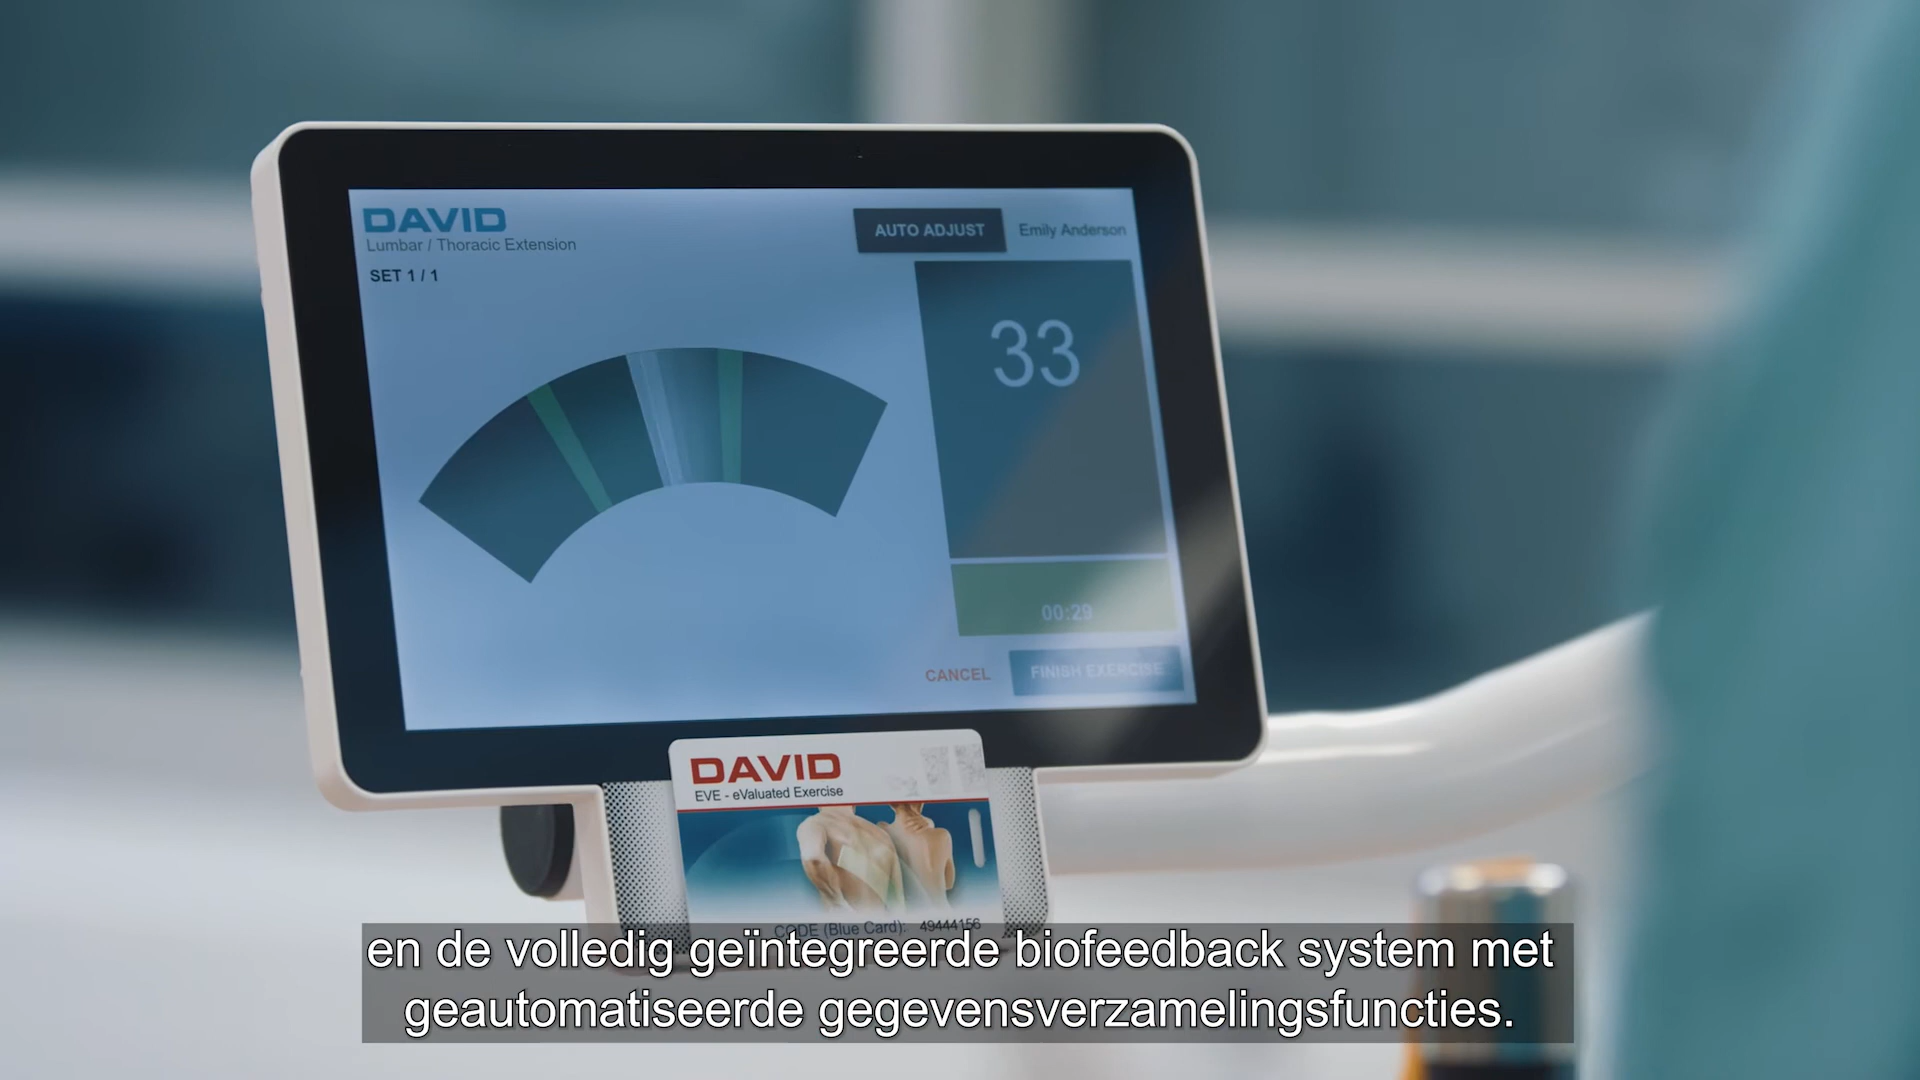 DAVID
Lumbar / Thoracic Extension
AUTO ADJUST
Emily Anderson
SET 1 / 1
33
00:29
CANCEL
FINISH EXERCISE
DAVID
EVE - eValuated Exercise
CODE (Blue Card): 49444156
en de volledig geïntegreerde biofeedback system met
geautomatiseerde gegevensverzamelingsfuncties.